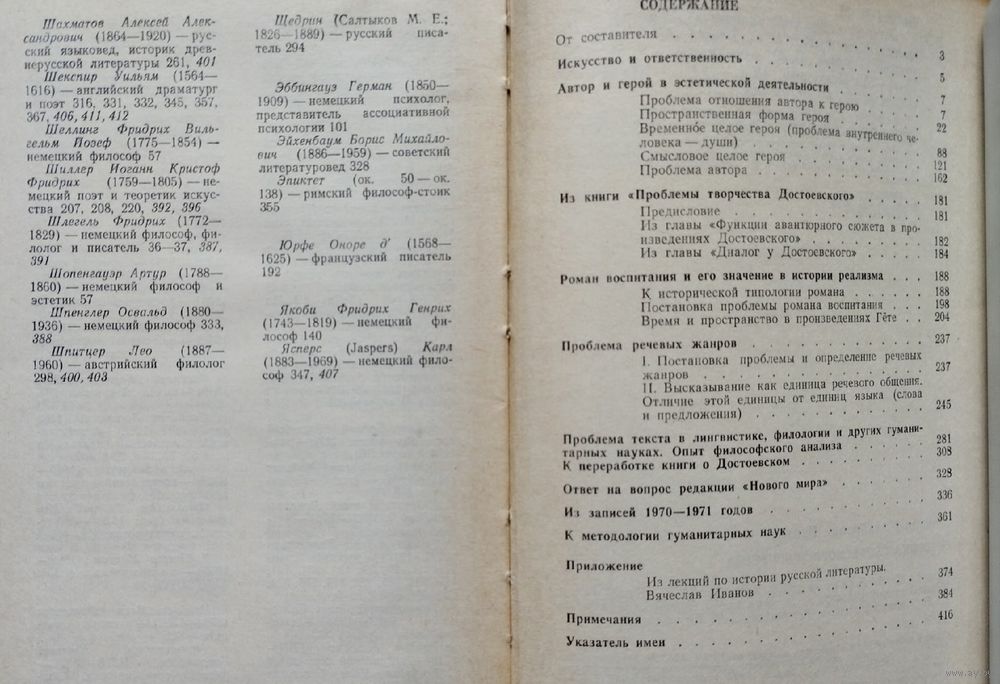 Шахматов Алексей Алек-
сандрович (1864—1920) — рус-
ский языковед, историк древ-
нерусской литературы 261, 401
Шекспир Уильям (1564—
1616) — английский драматург
и поэт 316, 331, 332, 345, 357,
367, 406, 411, 412
Шеллинг Фридрих Виль-
гельм Йозеф (1775—1854) —
немецкий философ 57
Шиллер Иоганн Кристоф
Фридрих (1759—1805) — не-
мецкий поэт и теоретик искус-
ства 207, 208, 220, 392, 396
Шлегель Фридрих (1772—
1829) — немецкий философ, фи-
лолог и писатель 36—37, 387,
391
Шопенгауэр Артур (1788—
1860) — немецкий философ и
эстетик 57
Шпенглер Освальд (1880—
1936) — немецкий философ 333,
388
Шпитцер Лео (1887—
1960) — австрийский филолог
298, 400, 403
Щедрин (Салтыков М. Е.;
1826—1889) — русский писа-
тель 294
Эббингауз Герман (1850—
1909) — немецкий психолог,
представитель ассоциативной
психологии 101
Эйхенбаум Борис Михайло-
вич (1886—1959) — советский
литературовед 328
Эпиктет (ок. 50 — ок.
138) — римский философ-стоик
355
Юрфе Оноре д' (1568—
1625) — французский писатель
192
Якоби Фридрих Генрих
(1743—1819) — немецкий фи-
лософ 140
Ясперс (Jaspers) Карл
(1883—1969) — немецкий фило-
соф 347, 407
СОДЕРЖАНИЕ
От составителя . . . . . . . . . . 3
Искусство и ответственность . . . . . . . . 5
Автор и герой в эстетической деятельности . . . . 7
Проблема отношения автора к герою . . . 7
Пространственная форма героя . . . . . 22
Временно́е целое героя (проблема внутреннего че-
ловека — души) . . . . . . . . 88
Смысловое целое героя . . . . . . . 121
Проблема автора . . . . . . . . 162
Из книги «Проблемы творчества Достоевского» . . . . . 181
Предисловие . . . . . . . . . 181
Из главы «Функции авантюрного сюжета в про-
изведениях Достоевского» . . . . . . . 182
Из главы «Диалог у Достоевского» . . . . . 184
Роман воспитания и его значение в истории реализма . . . 188
К исторической типологии романа . . . . . . 188
Постановка проблемы романа воспитания . . . 198
Время и пространство в произведениях Гёте . . 204
Проблема речевых жанров . . . . . . . . . 237
I. Постановка проблемы и определение речевых
жанров . . . . . . . . . . . 237
II. Высказывание как единица речевого общения.
Отличие этой единицы от единиц языка (слова
и предложения) . . . . . . . . . 245
Проблема текста в лингвистике, филологии и других гумани-
тарных науках. Опыт философского анализа . . . . . 281
К переработке книги о Достоевском . . . . . . . 308
Ответ на вопрос редакции «Нового мира» . . . . . 328
Из записей 1970—1971 годов . . . . . . . . 336
К методологии гуманитарных наук . . . . . . . 361
Приложение
Из лекций по истории русской литературы.
Вячеслав Иванов . . . . . . . . . 374
Примечания . . . . . . . . . . . 384
Указатель имен . . . . . . . . . . 416